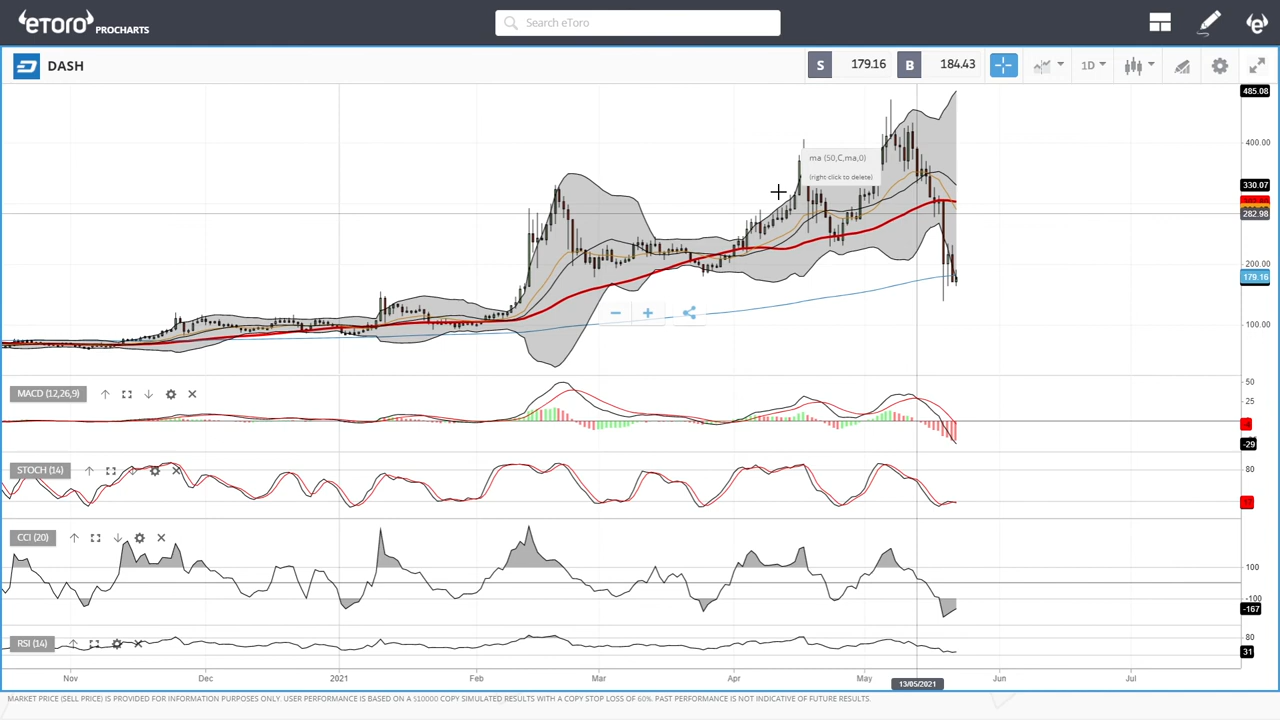 eToro PROCHARTS
Search eToro
DASH
S 179.16 B 184.43
1D
485.08
400.00
ma (50,C,ma,0)
(right click to delete)
330.07
282.98
200.00
179.16
100.00
MACD (12,26,9)
50
25
-29
STOCH (14)
80
CCI (20)
100
-100
-167
RSI (14)
80
31
Nov Dec 2021 Feb Mar Apr May Jun Jul
13/05/2021
MARKET PRICE (SELL PRICE) IS PROVIDED FOR INFORMATION PURPOSES ONLY. USER PERFORMANCE IS BASED ON A $10000 COPY SIMULATED RESULTS WITH A COPY STOP LOSS OF 60%. PAST PERFORMANCE IS NOT INDICATIVE OF FUTURE RESULTS.